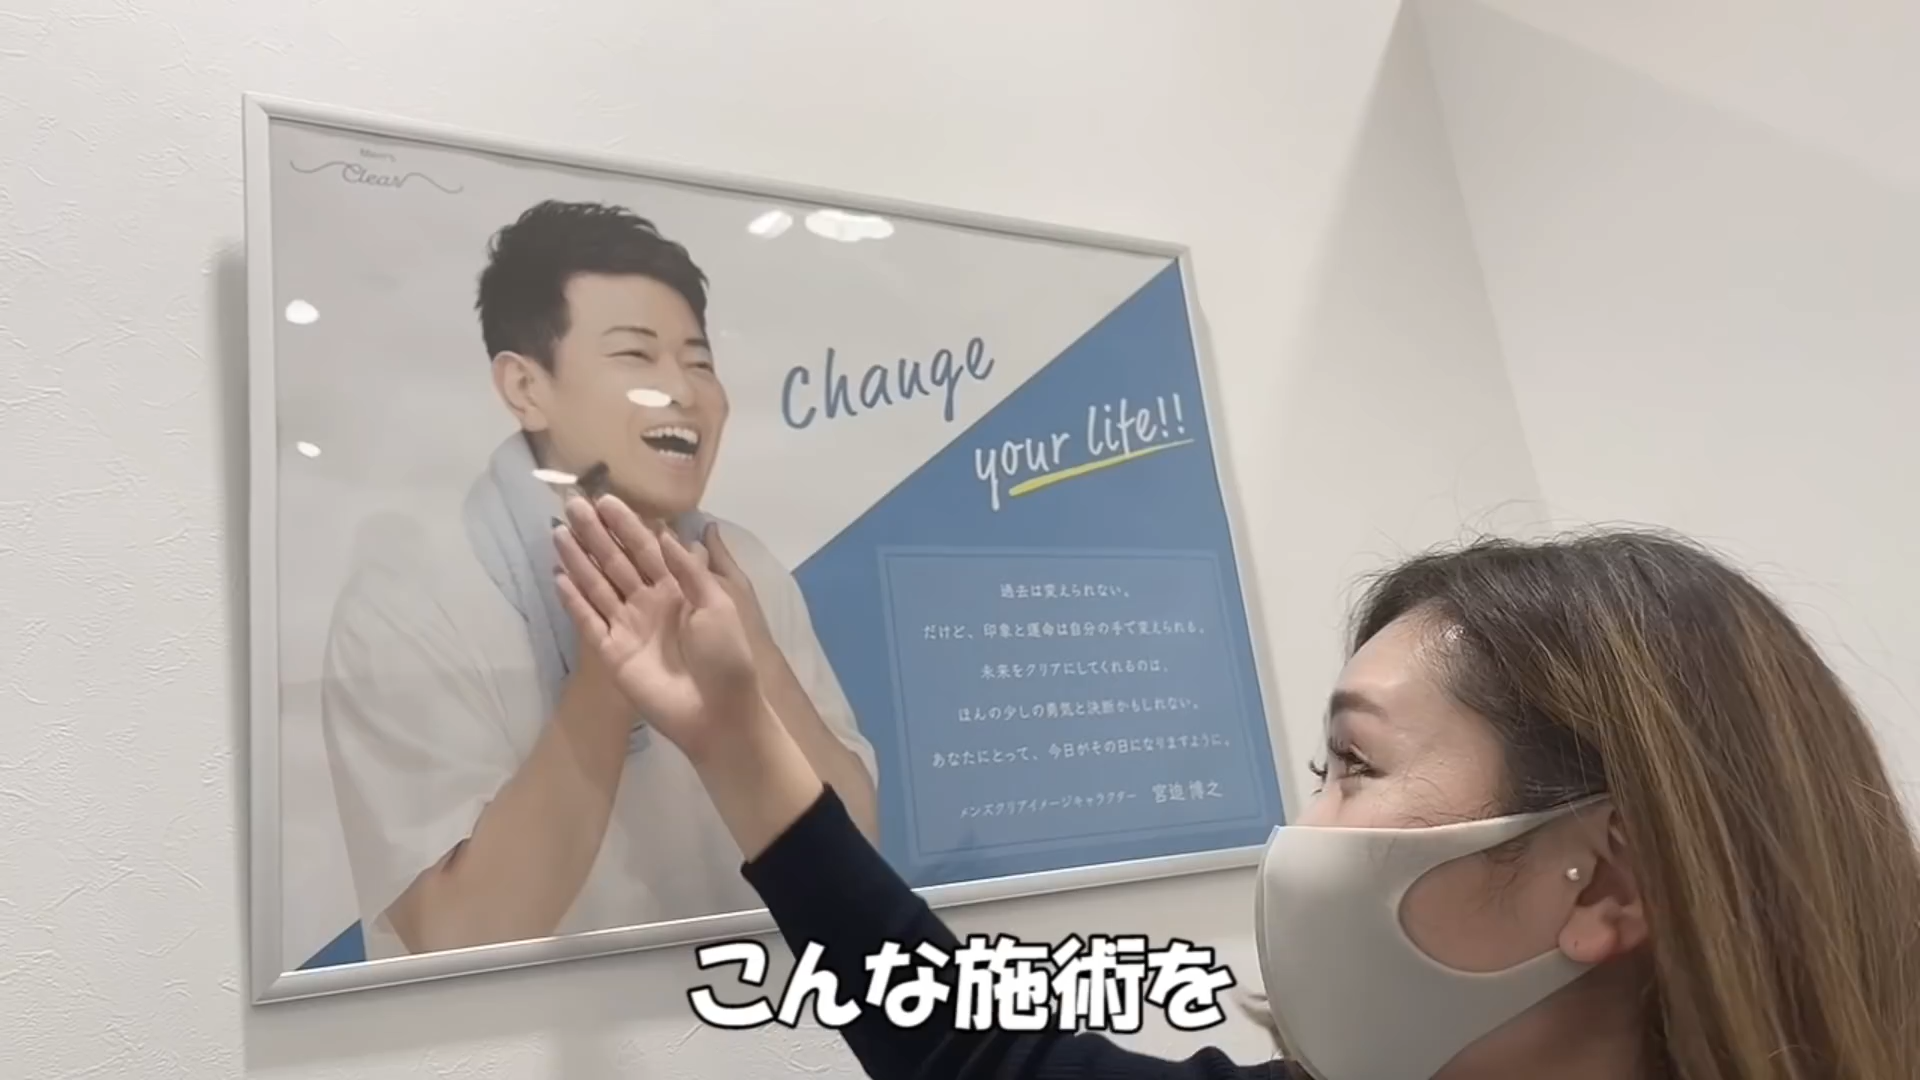 Men's
Clear
Change
your life!!
過去は変えられない。
だけど、印象と運命は自分の手で変えられる。
未来をクリアにしてくれるのは、
ほんの少しの勇気と決断かもしれない。
あなたにとって、今日がその日になりますように。
メンズクリアイメージキャラクター 宮迫博之
こんな施術を